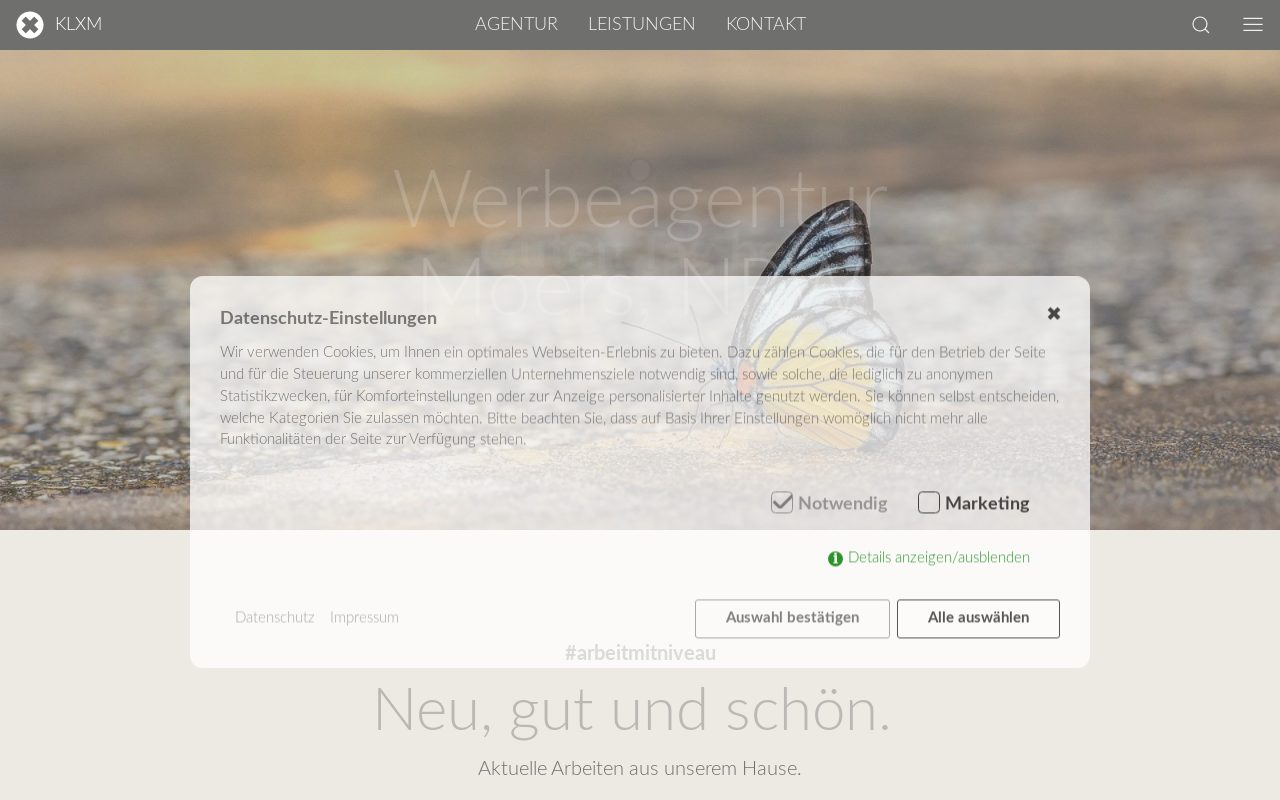 KLXM
AGENTUR
LEISTUNGEN
KONTAKT
Werbeagentur
Moers, NRW
Datenschutz-Einstellungen
Wir verwenden Cookies, um Ihnen ein optimales Webseiten-Erlebnis zu bieten. Dazu zählen Cookies, die für den Betrieb der Seite
und für die Steuerung unserer kommerziellen Unternehmensziele notwendig sind, sowie solche, die lediglich zu anonymen
Statistikzwecken, für Komforteinstellungen oder zur Anzeige personalisierter Inhalte genutzt werden. Sie können selbst entscheiden,
welche Kategorien Sie zulassen möchten. Bitte beachten Sie, dass auf Basis Ihrer Einstellungen womöglich nicht mehr alle
Funktionalitäten der Seite zur Verfügung stehen.
Notwendig
Marketing
Details anzeigen/ausblenden
Datenschutz
Impressum
Auswahl bestätigen
Alle auswählen
#arbeitmitniveau
Neu, gut und schön.
Aktuelle Arbeiten aus unserem Hause.